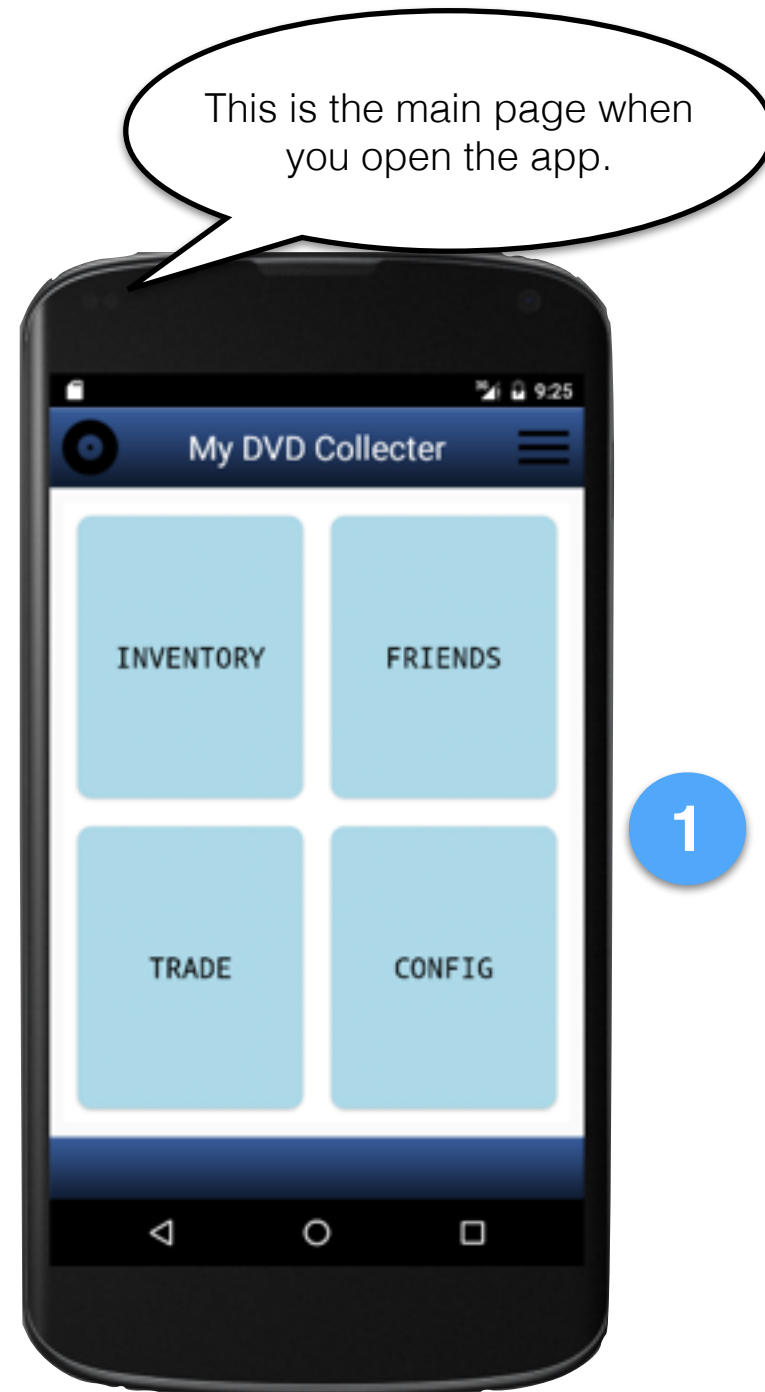 This is the main page when
you open the app.
9:25
My DVD Collecter
INVENTORY
FRIENDS
1
TRADE
CONFIG